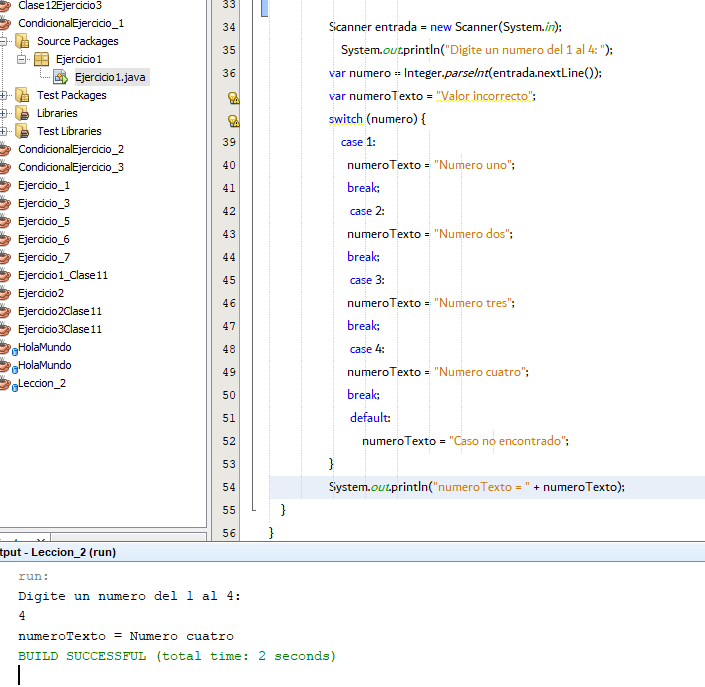 Clase12Ejercicio3
CondicionalEjercicio_1
Source Packages
Ejercicio1
Ejercicio1.java
Test Packages
Libraries
Test Libraries
CondicionalEjercicio_2
CondicionalEjercicio_3
Ejercicio_1
Ejercicio_3
Ejercicio_5
Ejercicio_6
Ejercicio_7
Ejercicio1_Clase11
Ejercicio2
Ejercicio2Clase11
Ejercicio3Clase11
HolaMundo
HolaMundo
Leccion_2
33
34 Scanner entrada = new Scanner(System.in);
35 System.out.println("Digite un numero del 1 al 4: ");
36 var numero = Integer.parseInt(entrada.nextLine());
var numeroTexto = "Valor incorrecto";
switch (numero) {
39 case 1:
40 numeroTexto = "Numero uno";
41 break;
42 case 2:
43 numeroTexto = "Numero dos";
44 break;
45 case 3:
46 numeroTexto = "Numero tres";
47 break;
48 case 4:
49 numeroTexto = "Numero cuatro";
50 break;
51 default:
52 numeroTexto = "Caso no encontrado";
53 }
54 System.out.println("numeroTexto = " + numeroTexto);
55 }
56 }
tput - Leccion_2 (run)
run:
Digite un numero del 1 al 4:
4
numeroTexto = Numero cuatro
BUILD SUCCESSFUL (total time: 2 seconds)